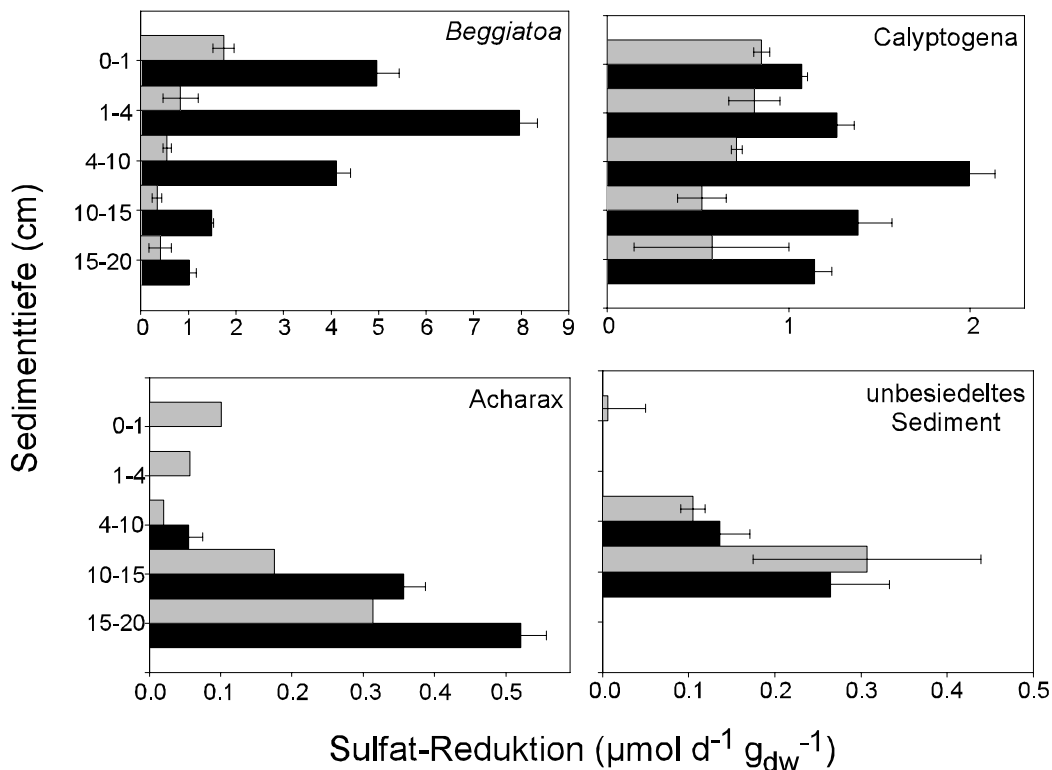 Beggiatoa
Calyptogena
0-1
1-4
4-10
10-15
15-20
0 1 2 3 4 5 6 7 8 9
0 1 2
Sedimenttiefe (cm)
Acharax
unbesiedeltes
Sediment
0-1
1-4
4-10
10-15
15-20
0.0 0.1 0.2 0.3 0.4 0.5
0.0 0.1 0.2 0.3 0.4 0.5
Sulfat-Reduktion (µmol d⁻¹ g_dw⁻¹)